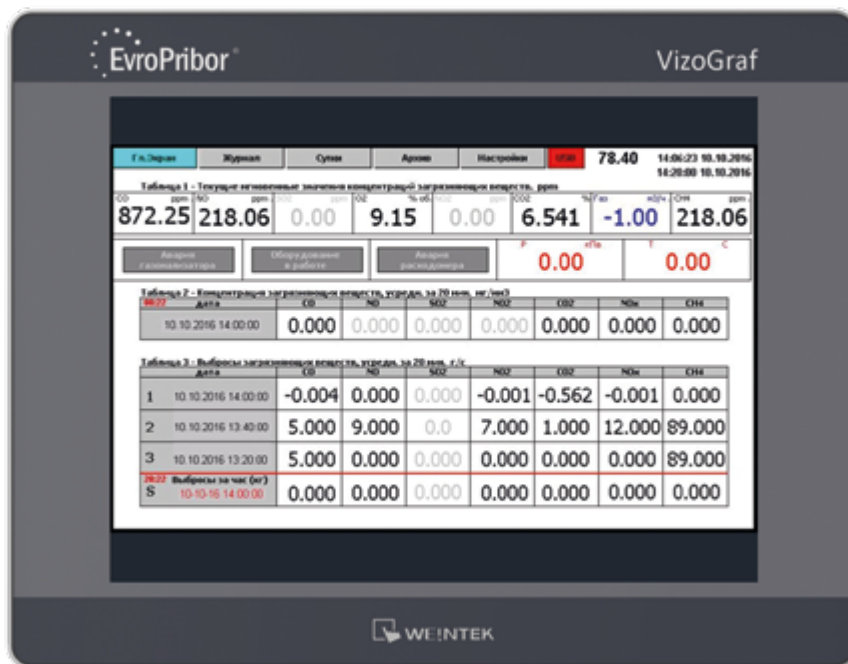 EvroPribor®
VizoGraf
Гл.Экран Журнал Сутки Архив Настройки USB 78.40 14:06:23 10.10.2016
14:20:00 10.10.2016
Таблица 1 - Текущие мгновенные значения концентраций загрязняющих веществ, ppm
CO ppm NO ppm SO2 ppm O2 % об. NO2 ppm CO2 % Газ м3/ч CH4 ppm
872.25 218.06 0.00 9.15 0.00 6.541 -1.00 218.06
Авария газоанализатора Оборудование в работе Авария расходомера P кПа T C
0.00 0.00
Таблица 2 - Концентрация загрязняющих веществ, усредн. за 20 мин. мг/нм3
08:22 дата CO NO SO2 NO2 CO2 NOx CH4
10.10.2016 14:00:00 0.000 0.000 0.000 0.000 0.000 0.000 0.000
Таблица 3 - Выбросы загрязняющих веществ, усредн. за 20 мин. г/с
дата CO NO SO2 NO2 CO2 NOx CH4
1 10.10.2016 14:00:00 -0.004 0.000 0.000 -0.001 -0.562 -0.001 0.000
2 10.10.2016 13:40:00 5.000 9.000 0.0 7.000 1.000 12.000 89.000
3 10.10.2016 13:20:00 5.000 0.000 0.000 0.000 0.000 0.000 89.000
20:22 Выбросы за час (кг)
S 10-10-16 14:00:00 0.000 0.000 0.000 0.000 0.000 0.000 0.000
WEINTEK